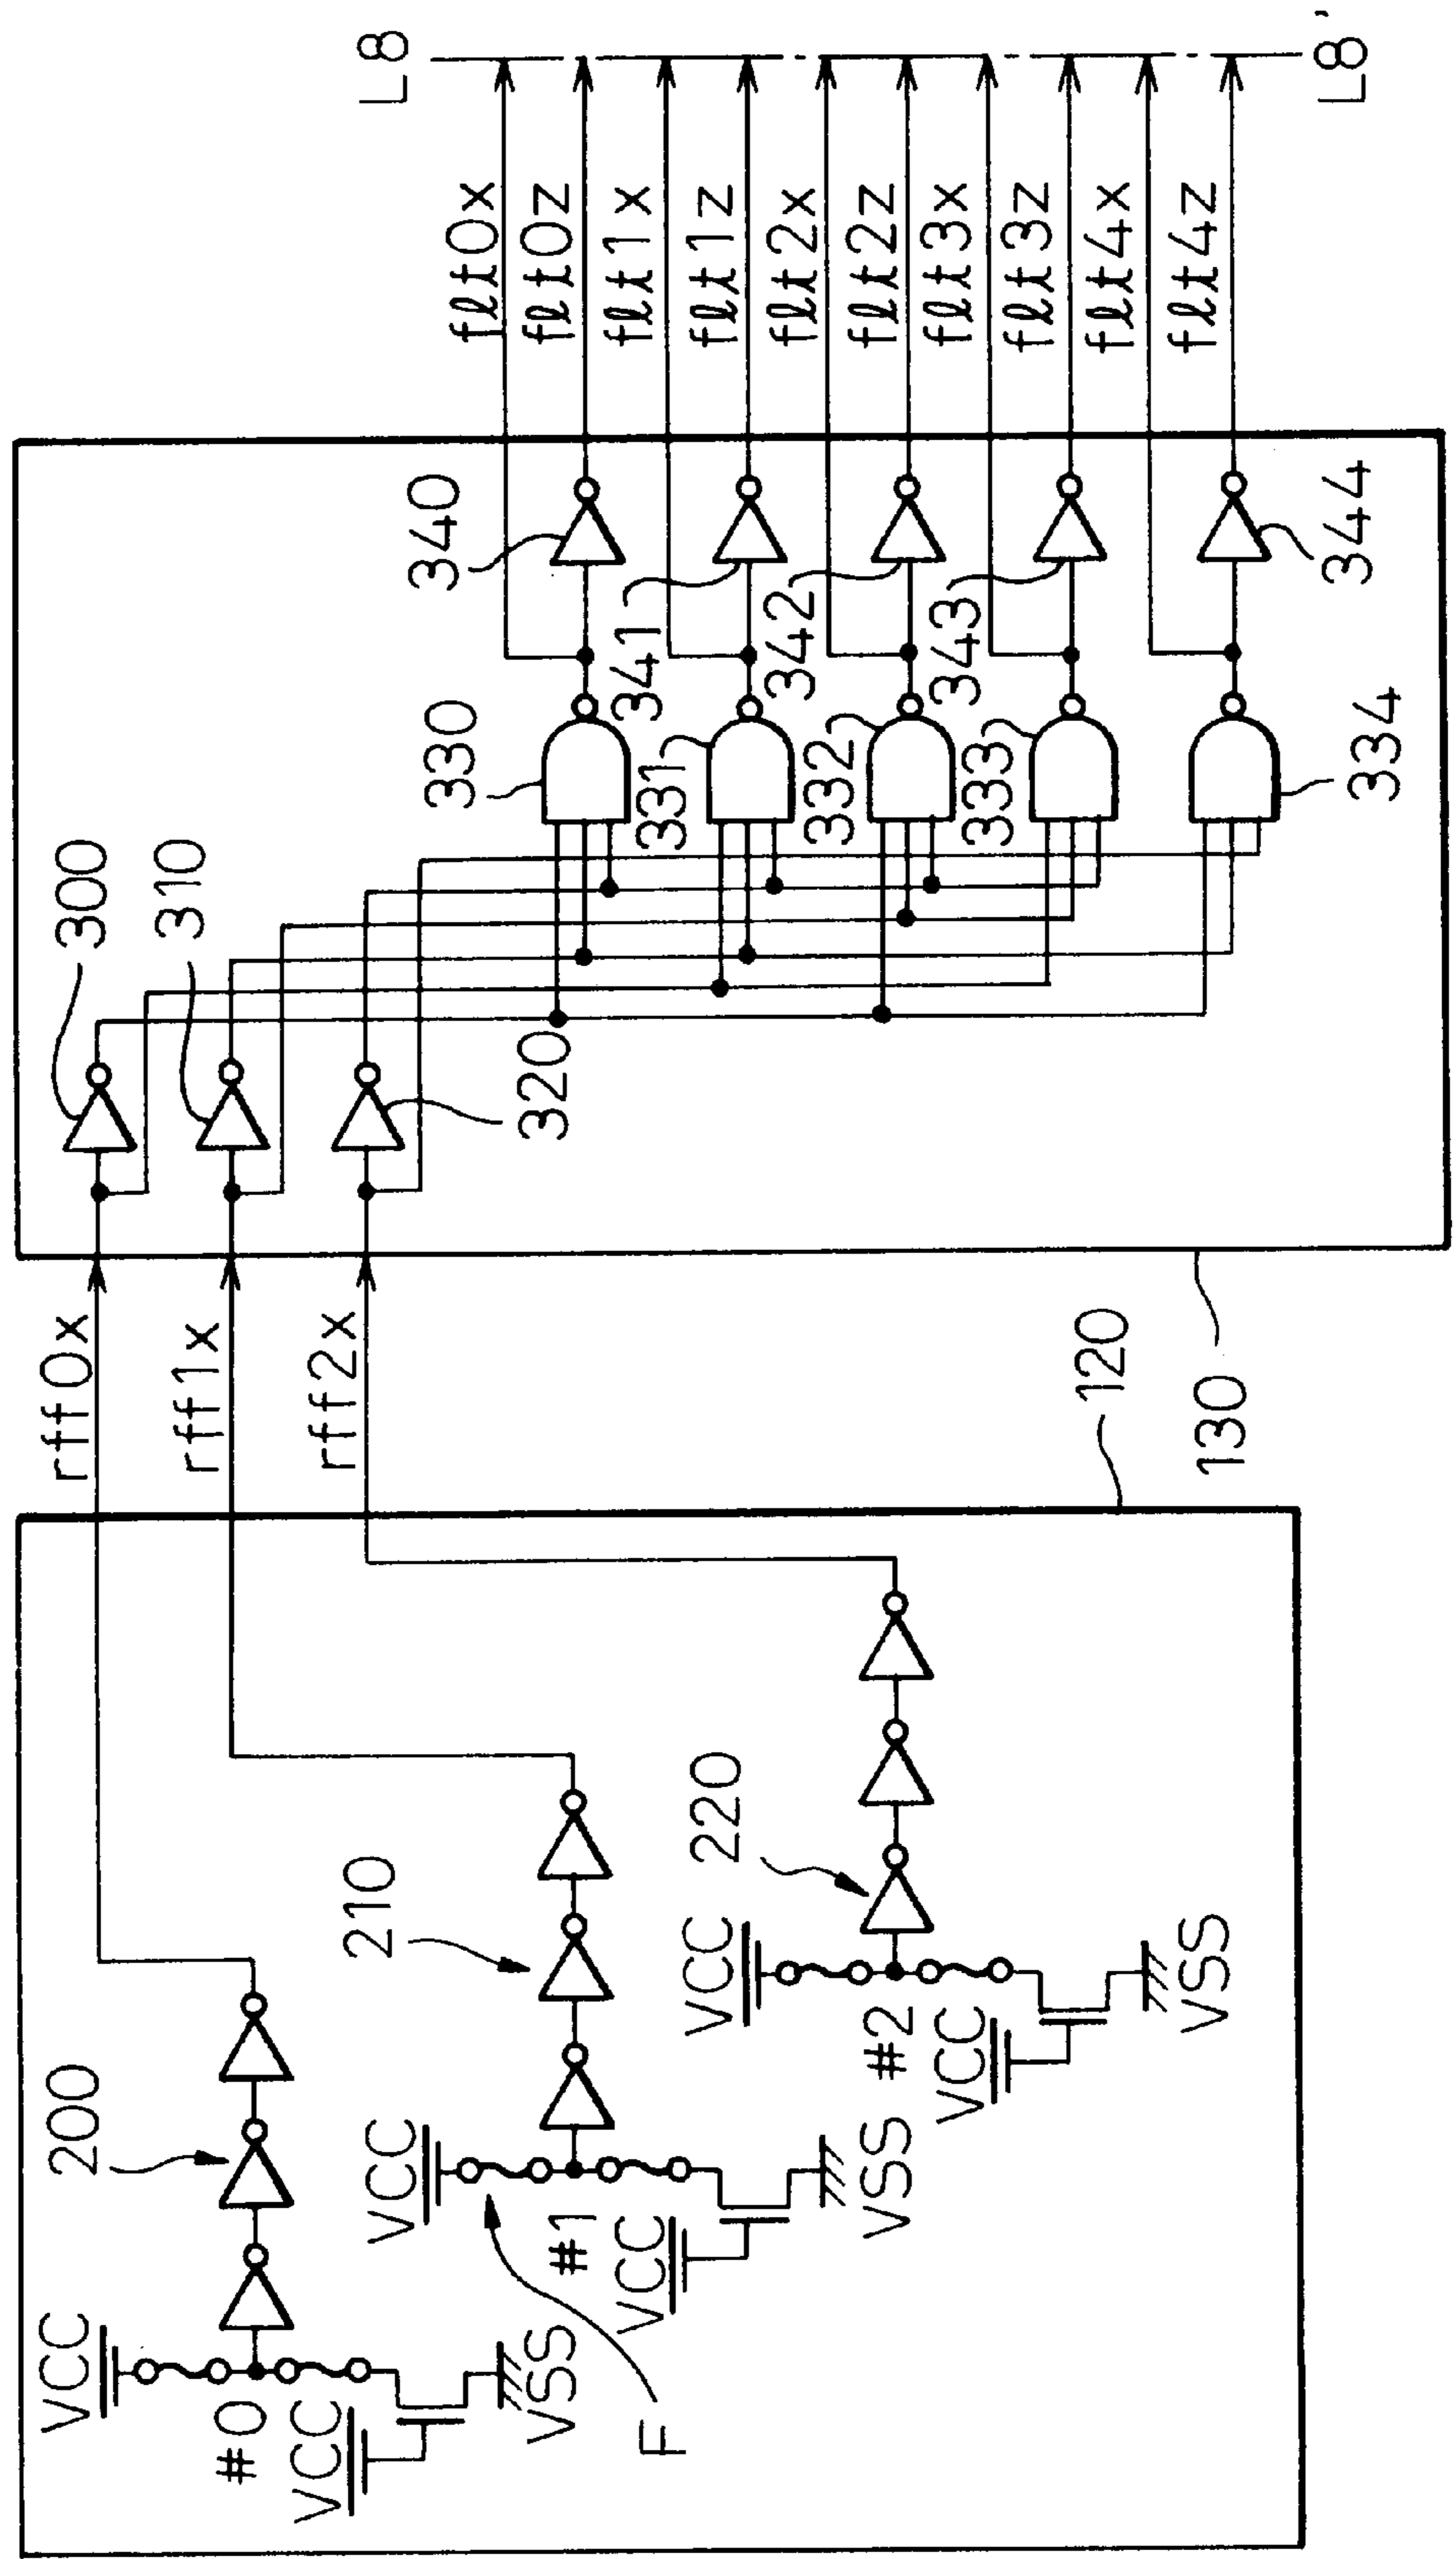 VCC
#0
VCC
VSS
200
F
VCC
#1
VCC
VSS
210
VCC
#2
VCC
VSS
220
120
rff0x
rff1x
rff2x
130
300
310
320
330
331
332
333
334
340
341
342
343
344
flt0x
flt0z
flt1x
flt1z
flt2x
flt2z
flt3x
flt3z
flt4x
flt4z
L8
L8'